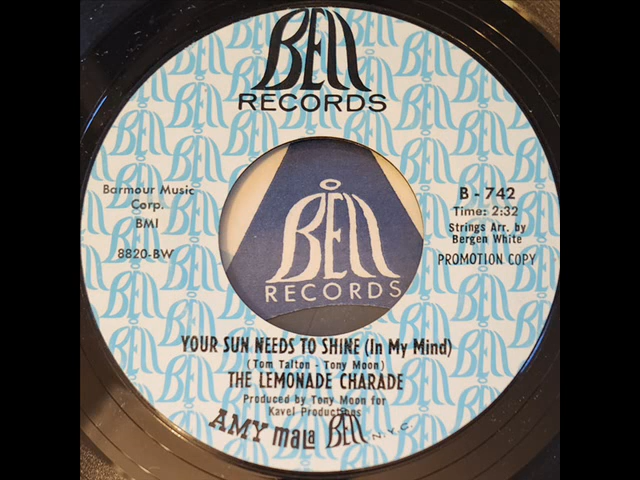 BELL
RECORDS
Barmour Music
Corp.
BMI
8820-BW
B - 742
Time: 2:32
Strings Arr. by
Bergen White
PROMOTION COPY
BELL
RECORDS
YOUR SUN NEEDS TO SHINE (In My Mind)
(Tom Talton - Tony Moon)
THE LEMONADE CHARADE
Produced by Tony Moon for
Kavel Productions
AMY mala BELL N.Y.C.